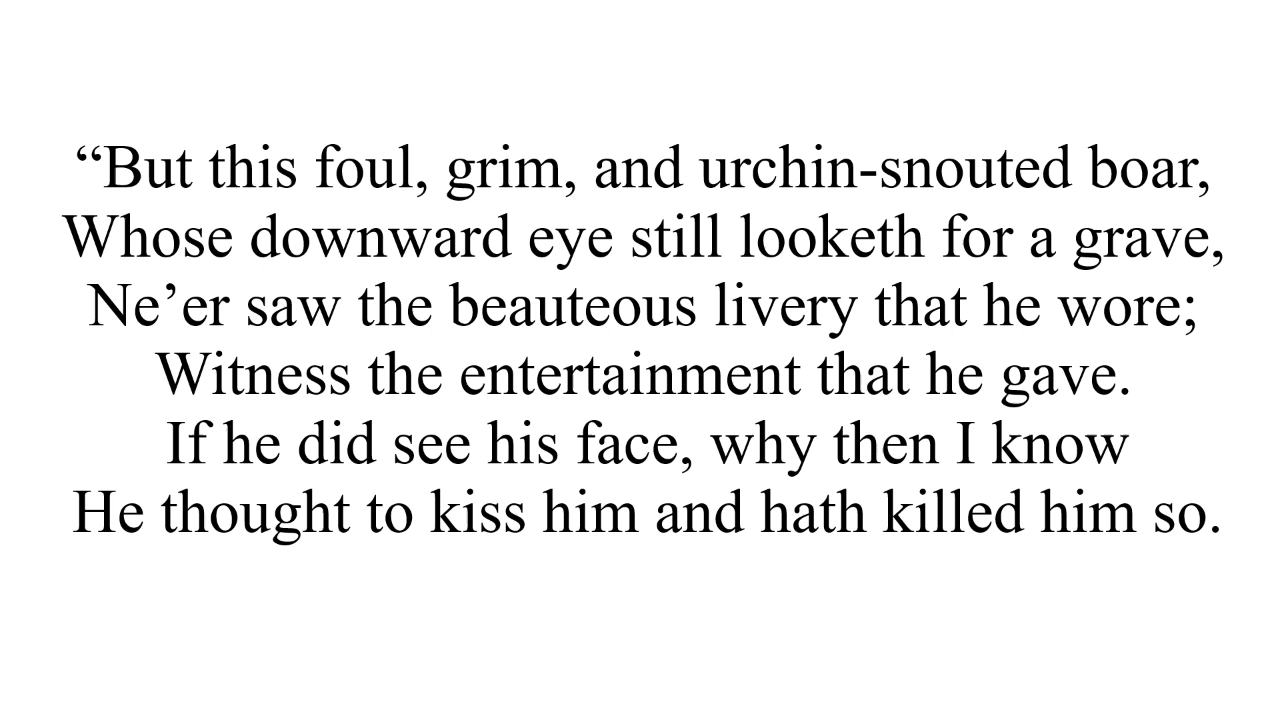 “But this foul, grim, and urchin-snouted boar,
Whose downward eye still looketh for a grave,
Ne’er saw the beauteous livery that he wore;
Witness the entertainment that he gave.
If he did see his face, why then I know
He thought to kiss him and hath killed him so.